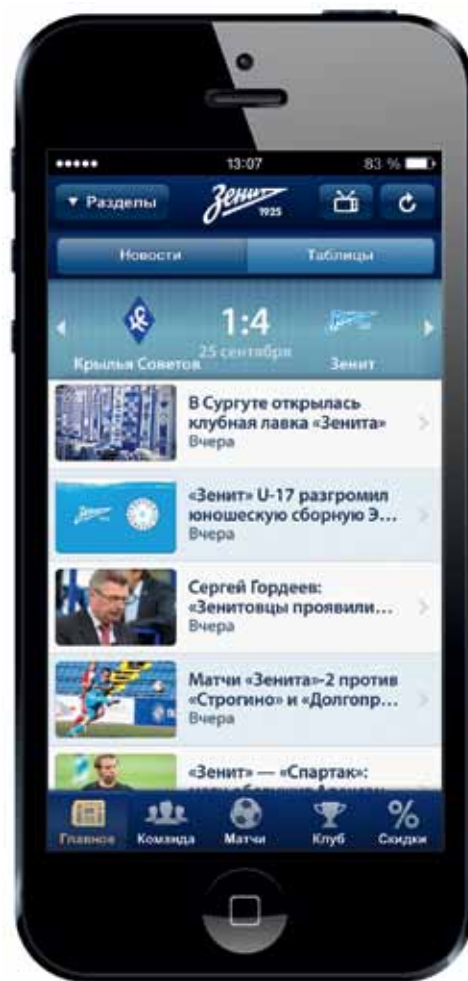 13:07 83 %
Разделы Зенит 1925
Новости Таблицы
1:4
25 сентября
Крылья Советов Зенит
В Сургуте открылась
клубная лавка «Зенита»
Вчера
«Зенит» U-17 разгромил
юношескую сборную Э...
Вчера
Сергей Гордеев:
«Зенитовцы проявили...
Вчера
Матчи «Зенита»-2 против
«Строгино» и «Долгопр...
Вчера
«Зенит» — «Спартак»:
Главное Команда Матчи Клуб Скидки